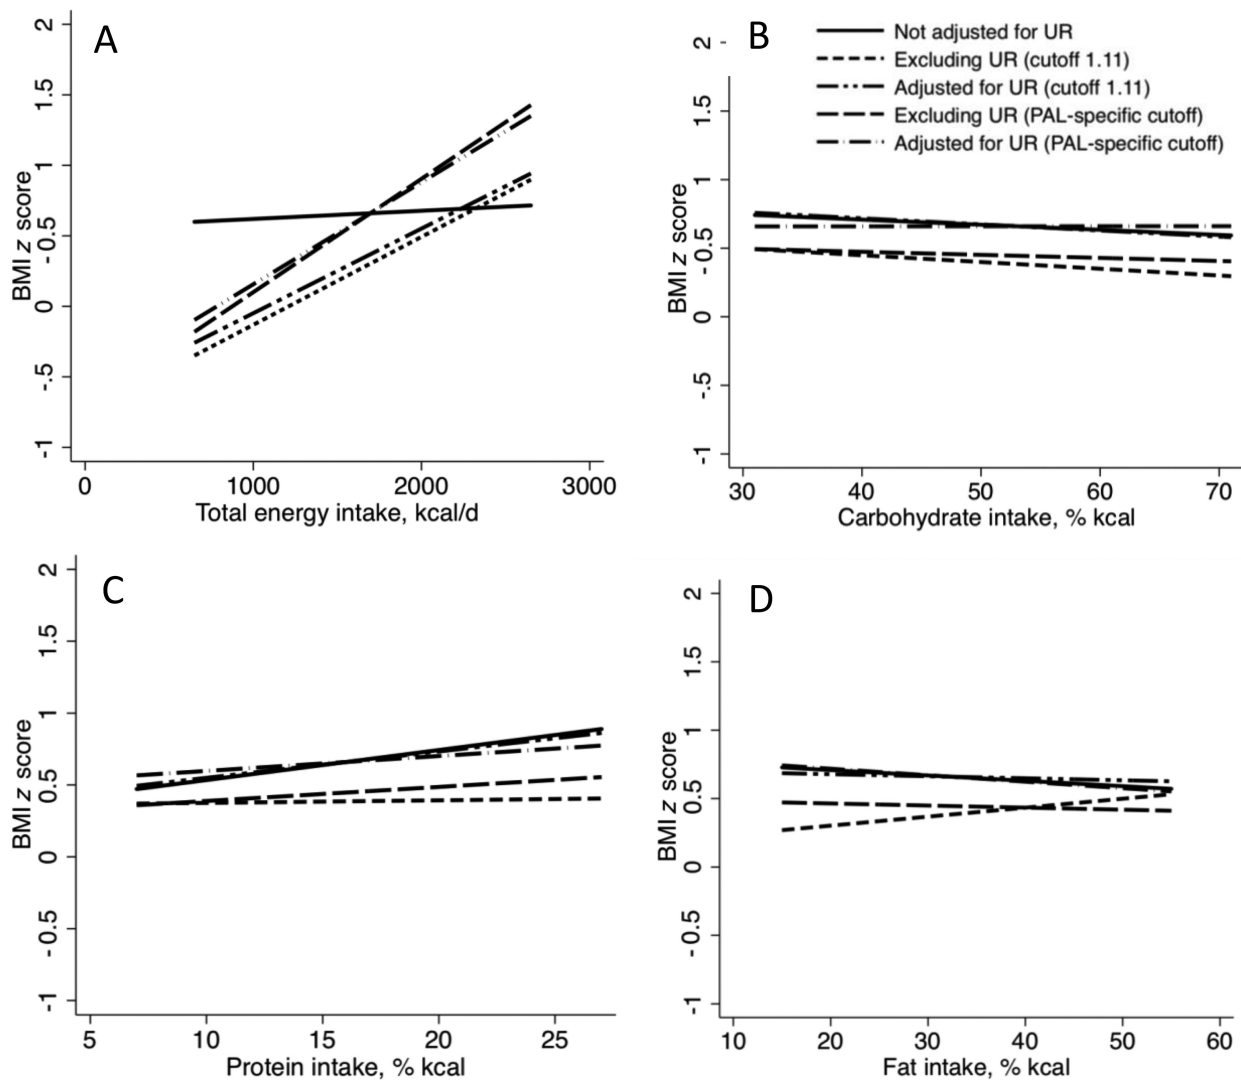 A
2
1.5
1
0.5
0
-.5
-1
BMI z score
0 1000 2000 3000
Total energy intake, kcal/d
B
Not adjusted for UR
Excluding UR (cutoff 1.11)
Adjusted for UR (cutoff 1.11)
Excluding UR (PAL-specific cutoff)
Adjusted for UR (PAL-specific cutoff)
2
1.5
1
0.5
0
-.5
-1
BMI z score
30 40 50 60 70
Carbohydrate intake, % kcal
C
2
1.5
1
0.5
0
-0.5
-1
BMI z score
5 10 15 20 25
Protein intake, % kcal
D
2
1.5
1
0.5
0
-0.5
-1
BMI z score
10 20 30 40 50 60
Fat intake, % kcal